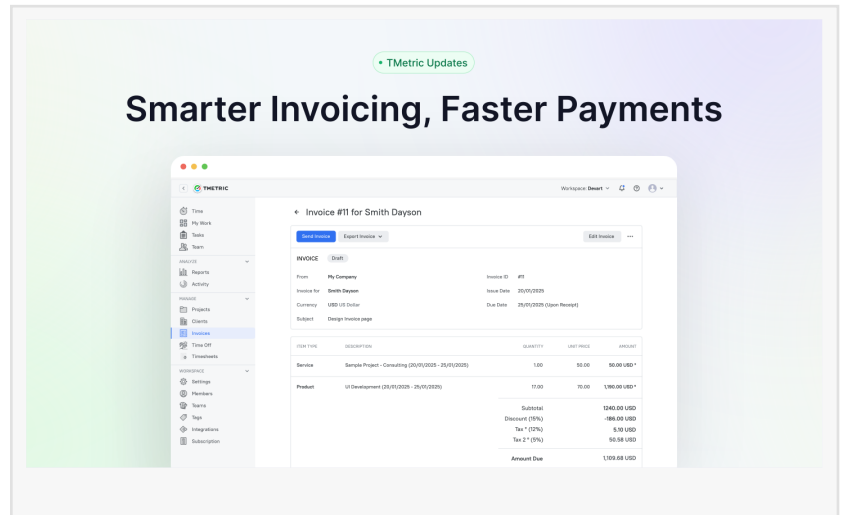 • TMetric Updates
Smarter Invoicing, Faster Payments
TMETRIC
Workspace: Devart
Time
My Work
Tasks
Team
ANALYZE
Reports
Activity
MANAGE
Projects
Clients
Invoices
Time Off
Timesheets
WORKSPACE
Settings
Members
Teams
Tags
Integrations
Subscription
← Invoice #11 for Smith Dayson
Send Invoice Export Invoice Edit Invoice ...
INVOICE Draft
From My Company Invoice ID #11
Invoice for Smith Dayson Issue Date 20/01/2025
Currency USD US Dollar Due Date 25/01/2025 (Upon Receipt)
Subject Design Invoice page
ITEM TYPE DESCRIPTION QUANTITY UNIT PRICE AMOUNT
Service Sample Project - Consulting (20/01/2025 - 25/01/2025) 1.00 50.00 50.00 USD *
Product UI Development (20/01/2025 - 25/01/2025) 17.00 70.00 1,190.00 USD *
Subtotal 1240.00 USD
Discount (15%) -186.00 USD
Tax * (12%) 5.10 USD
Tax 2 * (5%) 50.58 USD
Amount Due 1,109.68 USD